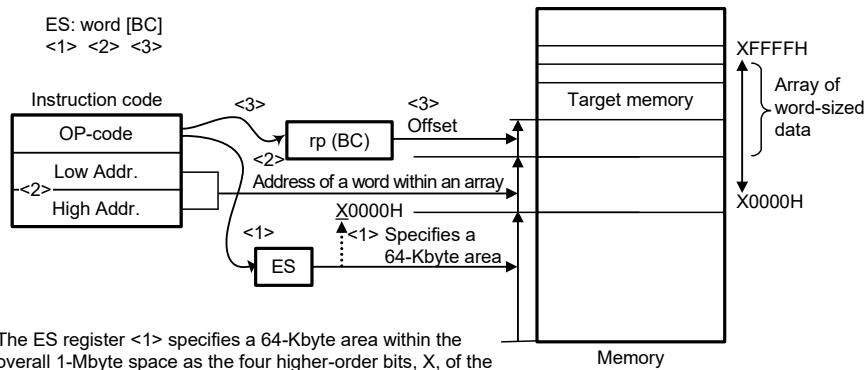 ES: word [BC]
<1> <2> <3>
XFFFFH
Array of
word-sized
data
Target memory
Instruction code
<3>
<3>
Offset
OP-code
rp (BC)
<2>
Low Addr.
<2>
Address of a word within an array
High Addr.
X0000H
X0000H
<1>
<1> Specifies a
64-Kbyte area
ES
The ES register <1> specifies a 64-Kbyte area within the
overall 1-Mbyte space as the four higher-order bits, X, of the
Memory